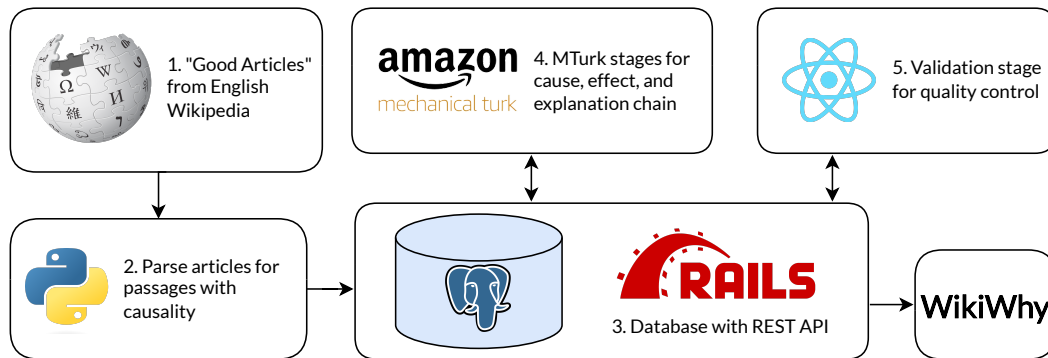 1. "Good Articles"
from English
Wikipedia
Ω
W
И
維
2. Parse articles for
passages with
causality
amazon
mechanical turk
4. MTurk stages for
cause, effect, and
explanation chain
5. Validation stage
for quality control
RAILS
3. Database with REST API
WikiWhy